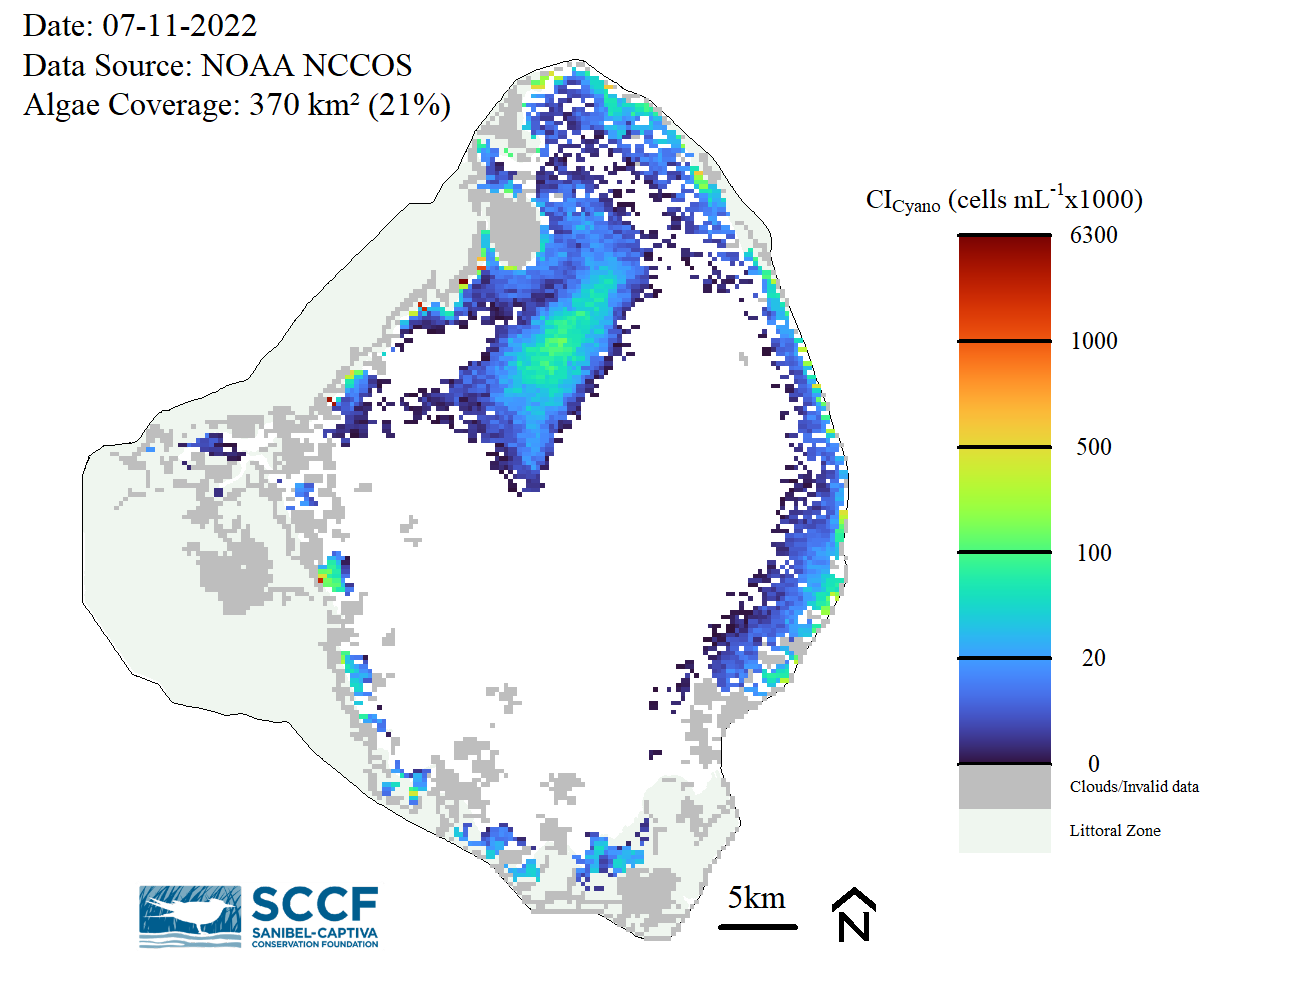 Date: 07-11-2022
Data Source: NOAA NCCOS
Algae Coverage: 370 km² (21%)
CICyano (cells mL-1x1000)
6300
1000
500
100
20
0
Clouds/Invalid data
Littoral Zone
SCCF
SANIBEL-CAPTIVA
CONSERVATION FOUNDATION
5km
N